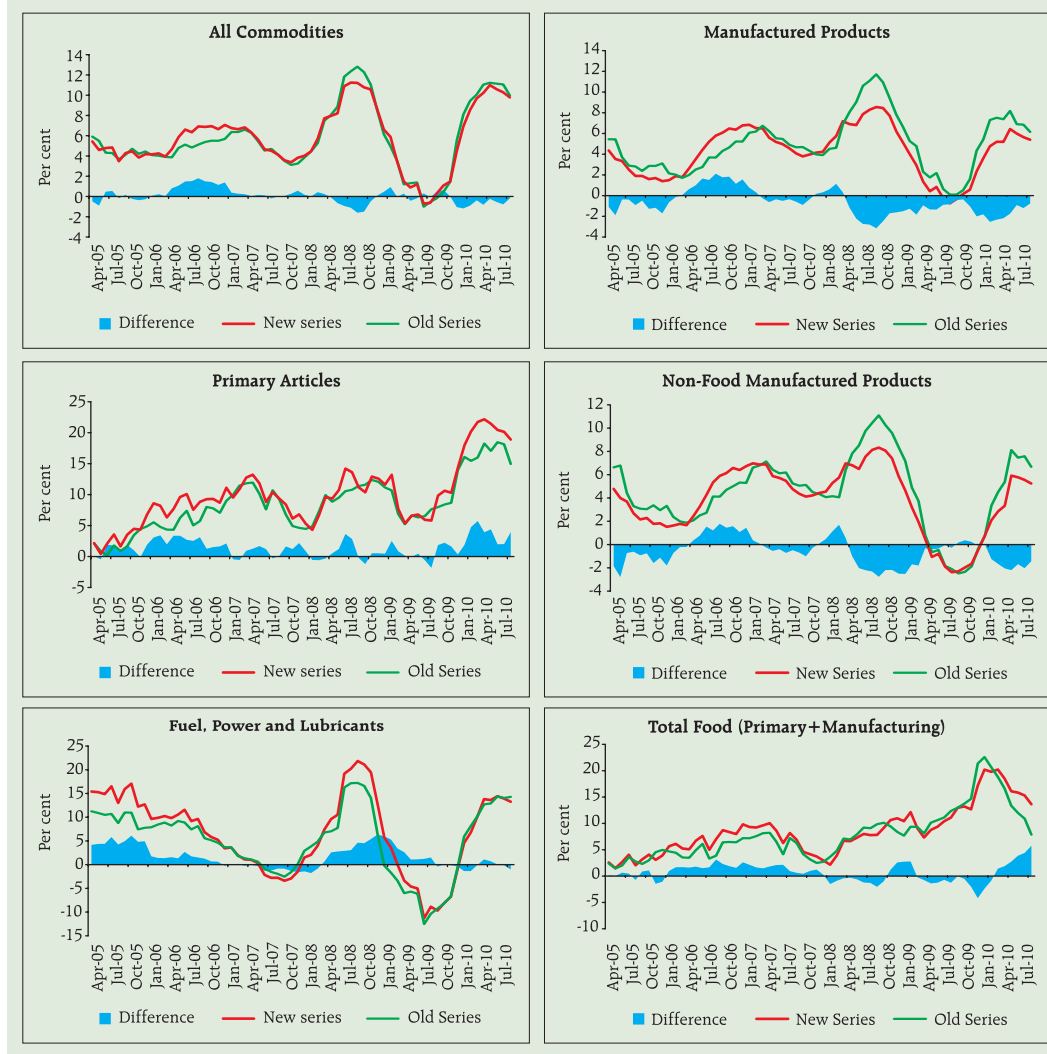 All Commodities
Per cent
14
12
10
8
6
4
2
0
-2
-4
Apr-05 Jul-05 Oct-05 Jan-06 Apr-06 Jul-06 Oct-06 Jan-07 Apr-07 Jul-07 Oct-07 Jan-08 Apr-08 Jul-08 Oct-08 Jan-09 Apr-09 Jul-09 Oct-09 Jan-10 Apr-10 Jul-10
Difference New series Old Series
Manufactured Products
Per cent
14
12
10
8
6
4
2
0
-2
-4
Apr-05 Jul-05 Oct-05 Jan-06 Apr-06 Jul-06 Oct-06 Jan-07 Apr-07 Jul-07 Oct-07 Jan-08 Apr-08 Jul-08 Oct-08 Jan-09 Apr-09 Jul-09 Oct-09 Jan-10 Apr-10 Jul-10
Difference New Series Old Series
Primary Articles
Per cent
25
20
15
10
5
0
-5
Apr-05 Jul-05 Oct-05 Jan-06 Apr-06 Jul-06 Oct-06 Jan-07 Apr-07 Jul-07 Oct-07 Jan-08 Apr-08 Jul-08 Oct-08 Jan-09 Apr-09 Jul-09 Oct-09 Jan-10 Apr-10 Jul-10
Difference New series Old Series
Non-Food Manufactured Products
Per cent
12
10
8
6
4
2
0
-2
-4
Apr-05 Jul-05 Oct-05 Jan-06 Apr-06 Jul-06 Oct-06 Jan-07 Apr-07 Jul-07 Oct-07 Jan-08 Apr-08 Jul-08 Oct-08 Jan-09 Apr-09 Jul-09 Oct-09 Jan-10 Apr-10 Jul-10
Difference New Series Old Series
Fuel, Power and Lubricants
Per cent
25
20
15
10
5
0
-5
-10
-15
Apr-05 Jul-05 Oct-05 Jan-06 Apr-06 Jul-06 Oct-06 Jan-07 Apr-07 Jul-07 Oct-07 Jan-08 Apr-08 Jul-08 Oct-08 Jan-09 Apr-09 Jul-09 Oct-09 Jan-10 Apr-10 Jul-10
Difference New series Old Series
Total Food (Primary+Manufacturing)
Per cent
25
20
15
10
5
0
-5
-10
Apr-05 Jul-05 Oct-05 Jan-06 Apr-06 Jul-06 Oct-06 Jan-07 Apr-07 Jul-07 Oct-07 Jan-08 Apr-08 Jul-08 Oct-08 Jan-09 Apr-09 Jul-09 Oct-09 Jan-10 Apr-10 Jul-10
Difference New Series Old Series